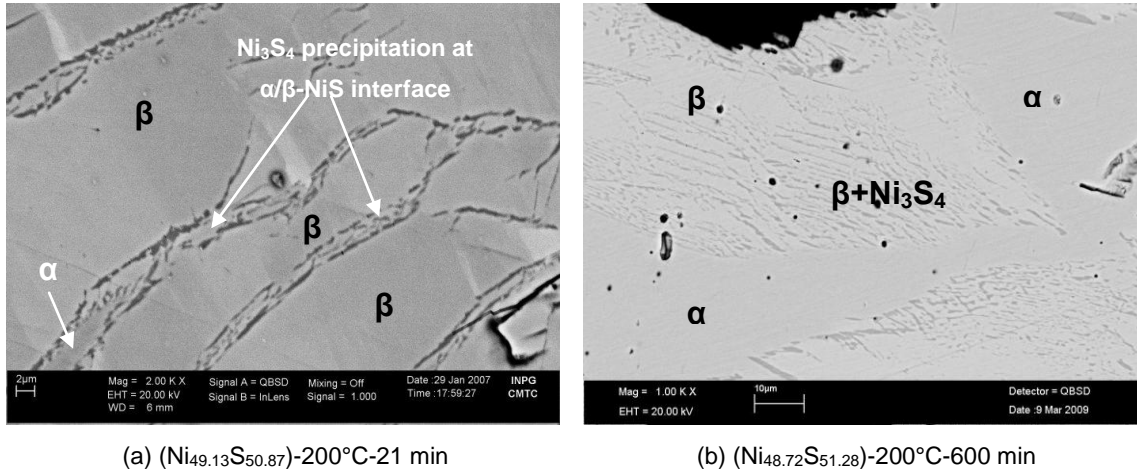 Ni₃S₄ precipitation at
α/β-NiS interface
β
β
β
α
2µm
Mag = 2.00 K X
EHT = 20.00 kV
WD = 6 mm
Signal A = QBSD
Signal B = InLens
Mixing = Off
Signal = 1.000
Date :29 Jan 2007
Time :17:59:27
INPG
CMTC
β
α
β+Ni₃S₄
α
Mag = 1.00 K X
EHT = 20.00 kV
10µm
Detector = QBSD
Date :9 Mar 2009
(a) (Ni₄₉.₁₃S₅₀.₈₇)-200°C-21 min
(b) (Ni₄₈.₇₂S₅₁.₂₈)-200°C-600 min